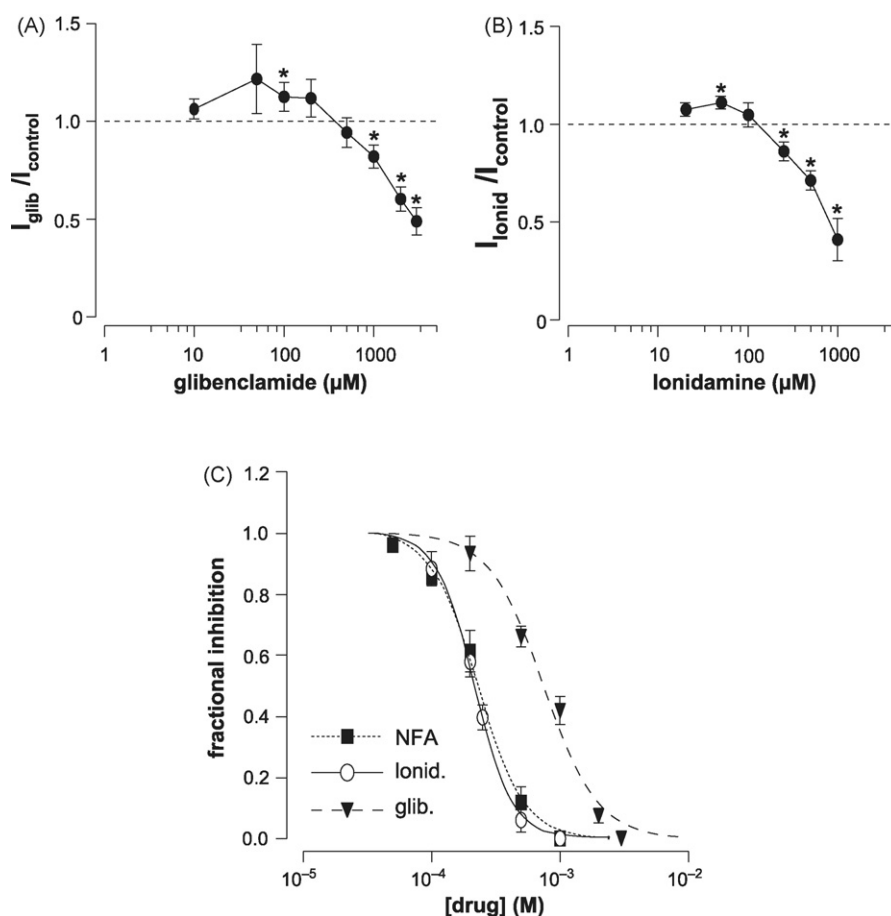 (A)
1.5
1.0
0.5
0
I_glib /I_control
* * * *
1 10 100 1000
glibenclamide (µM)
(B)
1.5
1.0
0.5
0
I_lonid /I_control
* * * *
1 10 100 1000
lonidamine (µM)
(C)
1.2
1.0
0.8
0.6
0.4
0.2
0.0
fractional inhibition
NFA
lonid.
glib.
10–5 10–4 10–3 10–2
[drug] (M)